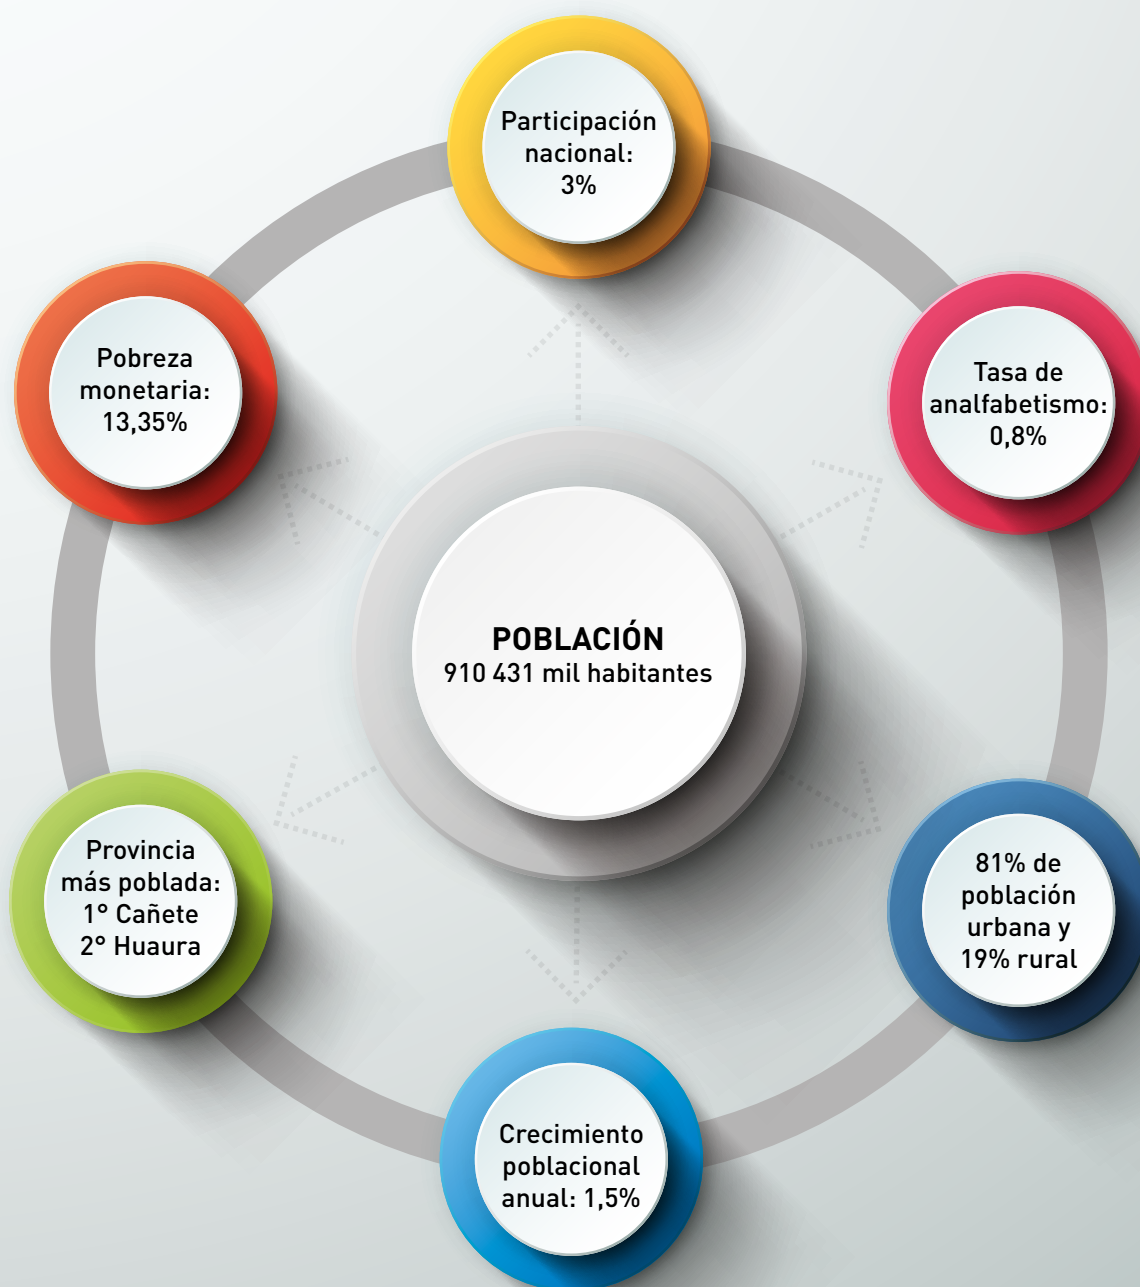 Participación
nacional:
3%
Pobreza
monetaria:
13,35%
Tasa de
analfabetismo:
0,8%
POBLACIÓN
910 431 mil habitantes
Provincia
más poblada:
1° Cañete
2° Huaura
81% de
población
urbana y
19% rural
Crecimiento
poblacional
anual: 1,5%